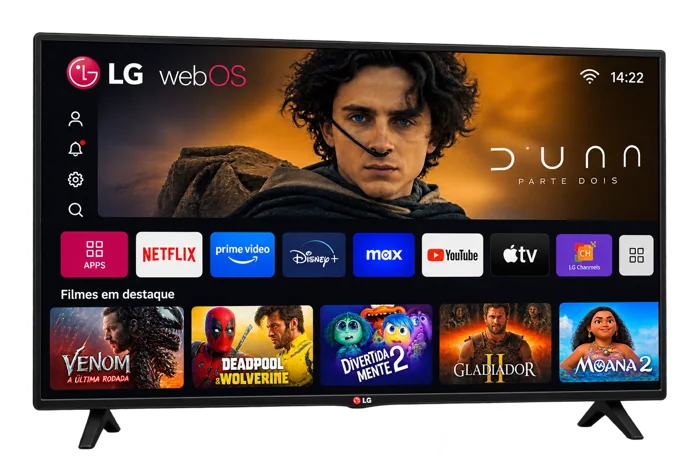 LG webOS
14:22
D'UNN
PARTE DOIS
APPS
NETFLIX
prime video
Disney+
max
YouTube
tv
CH
LG Channels
Filmes em destaque
VENOM
A ÚLTIMA RODADA
DEADPOOL
& WOLVERINE
DIVERTIDA
MENTE 2
GLADIADOR
II
MOANA 2
LG